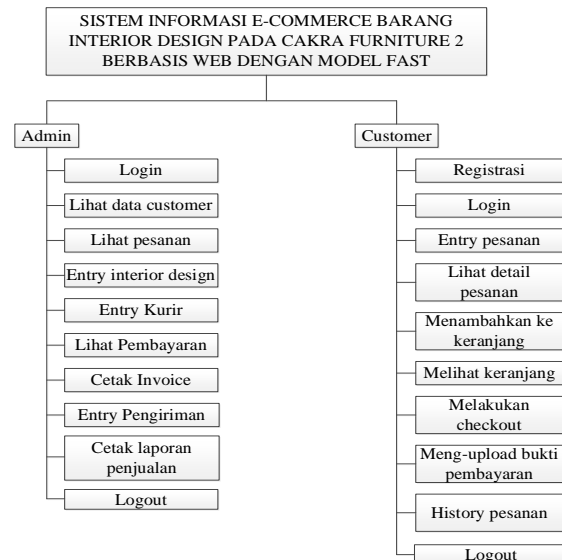 SISTEM INFORMASI E-COMMERCE BARANG
INTERIOR DESIGN PADA CAKRA FURNITURE 2
BERBASIS WEB DENGAN MODEL FAST
Admin
Login
Lihat data customer
Lihat pesanan
Entry interior design
Entry Kurir
Lihat Pembayaran
Cetak Invoice
Entry Pengiriman
Cetak laporan
penjualan
Logout
Customer
Registrasi
Login
Entry pesanan
Lihat detail
pesanan
Menambahkan ke
keranjang
Melihat keranjang
Melakukan
checkout
Meng-upload bukti
pembayaran
History pesanan
Logout